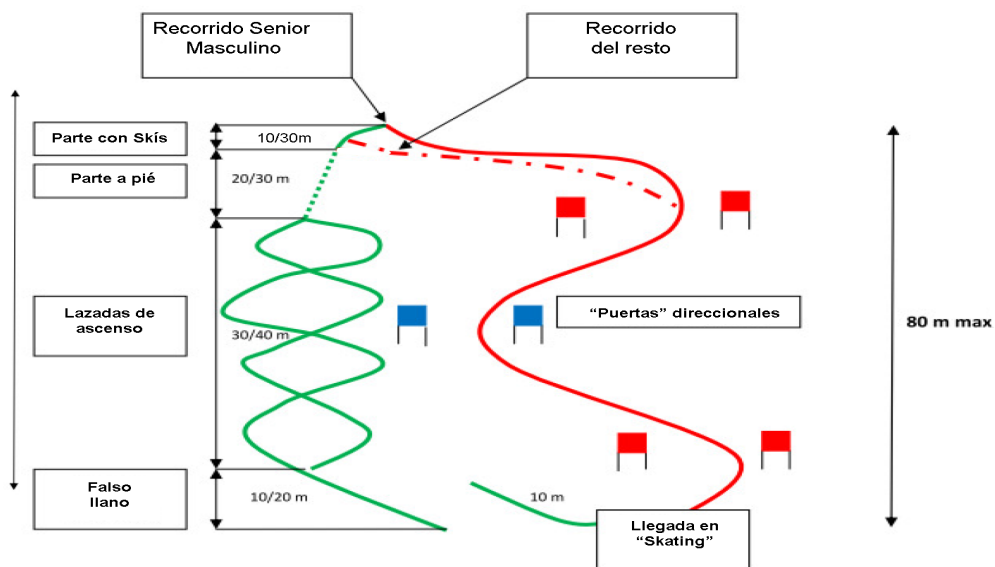 Recorrido Senior
Masculino
Recorrido
del resto
Parte con Skís
10/30m
Parte a pié
20/30 m
Lazadas de
ascenso
30/40 m
“Puertas” direccionales
80 m max
Falso
llano
10/20 m
10 m
Llegada en
“Skating”